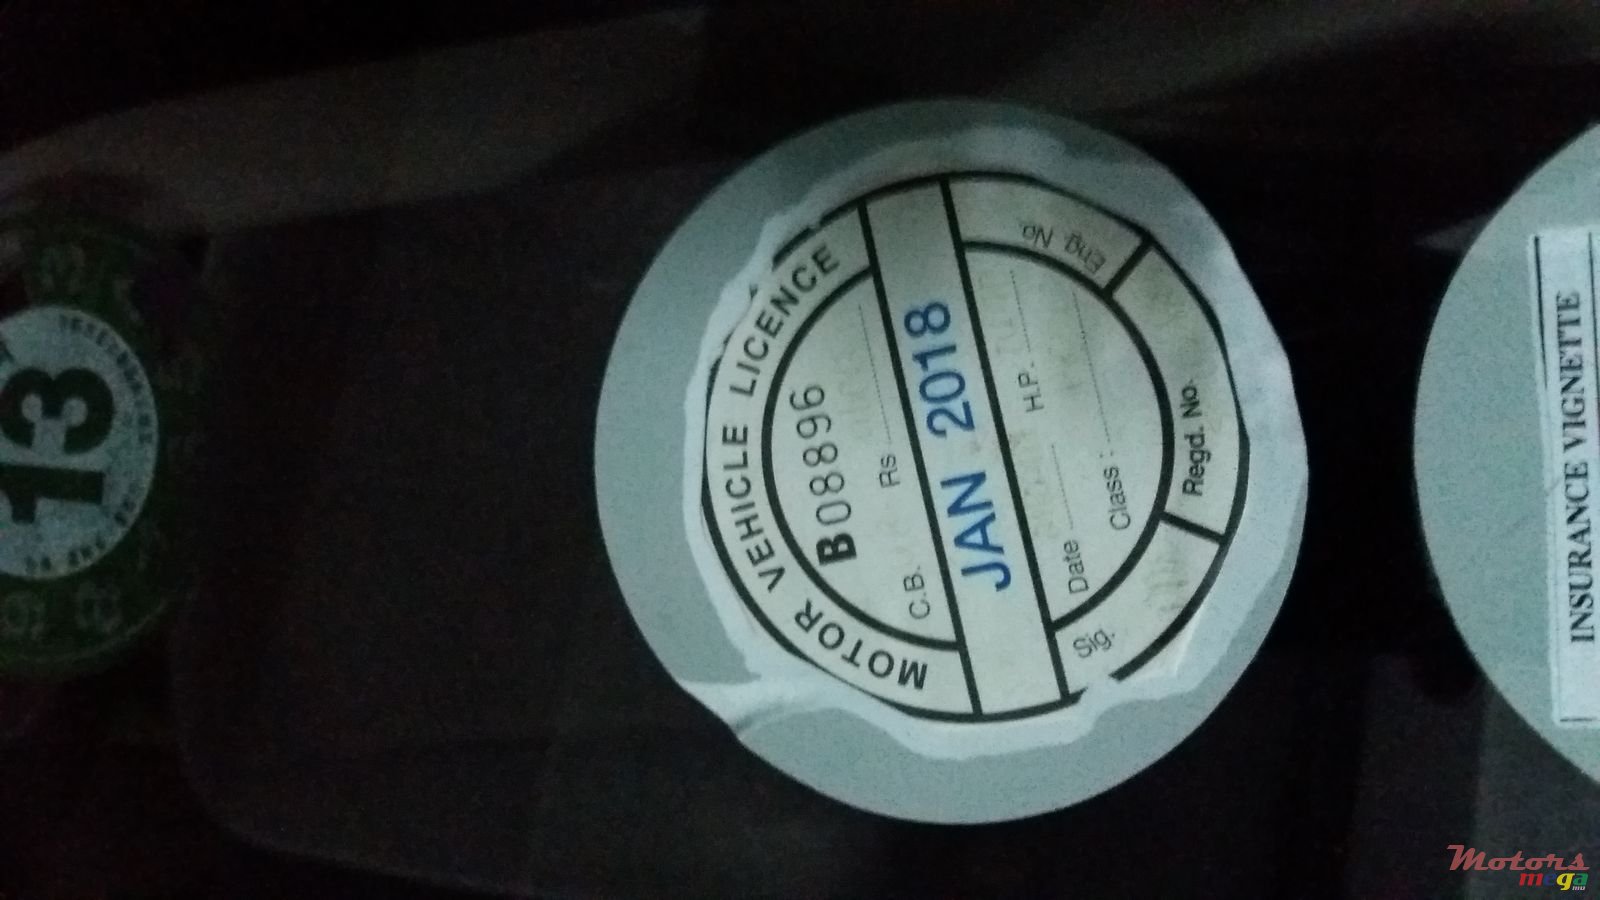 MOTOR VEHICLE LICENCE
B08896
C.B. Rs
JAN 2018
Date H.P.
Class :
Sig.
Regd. No.
Eng. No
INSURANCE VIGNETTE
13
Motors
mega
mu